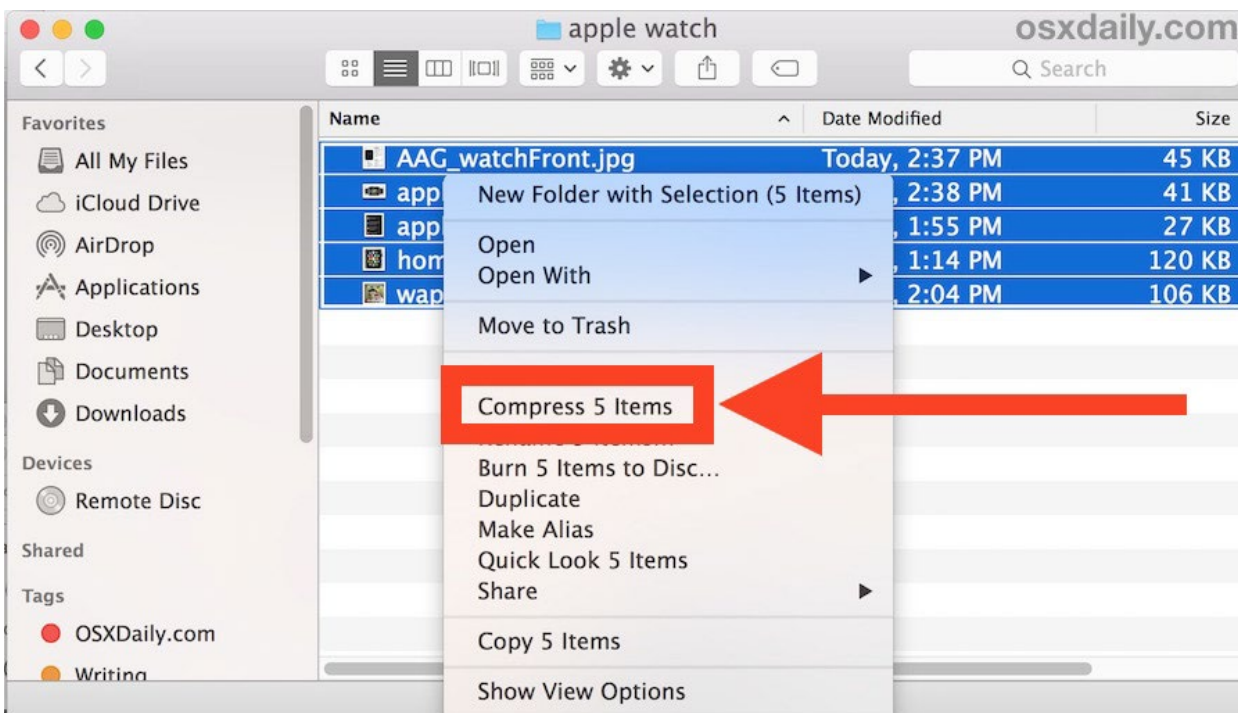 apple watch
osxdaily.com
Search
Favorites
All My Files
iCloud Drive
AirDrop
Applications
Desktop
Documents
Downloads
Devices
Remote Disc
Shared
Tags
OSXDaily.com
Writing
Name Date Modified Size
AAG_watchFront.jpg Today, 2:37 PM 45 KB
appl , 2:38 PM 41 KB
appl , 1:55 PM 27 KB
hom , 1:14 PM 120 KB
wap , 2:04 PM 106 KB
New Folder with Selection (5 Items)
Open
Open With
Move to Trash
Compress 5 Items
Burn 5 Items to Disc...
Duplicate
Make Alias
Quick Look 5 Items
Share
Copy 5 Items
Show View Options